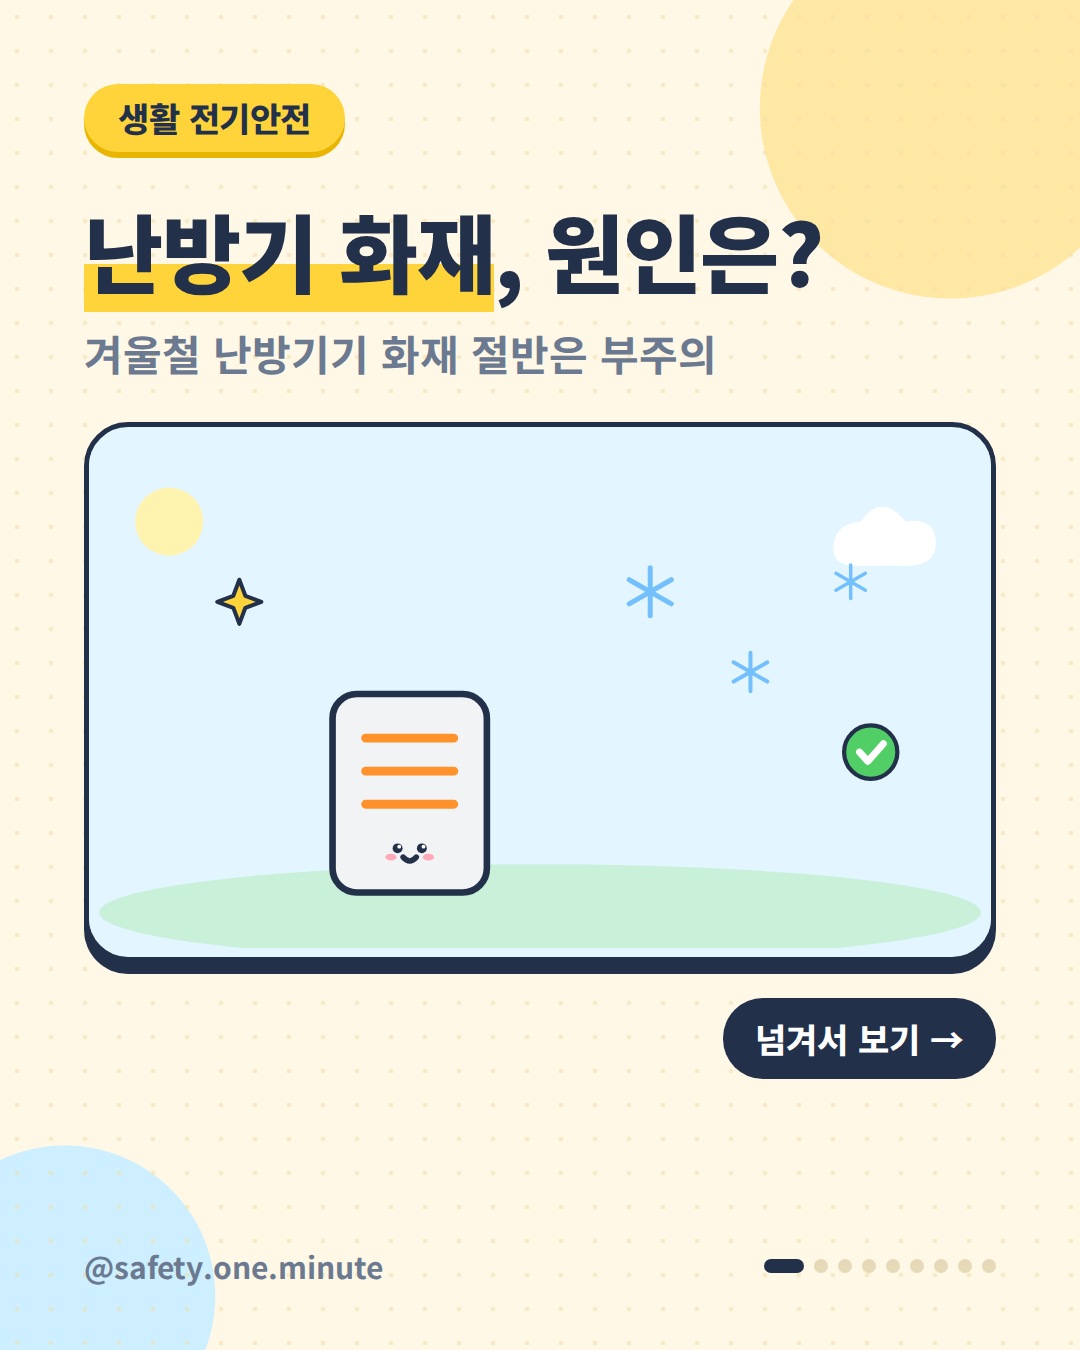 생활 전기안전
난방기 화재, 원인은?
겨울철 난방기기 화재 절반은 부주의
넘겨서 보기 →
@safety.one.minute